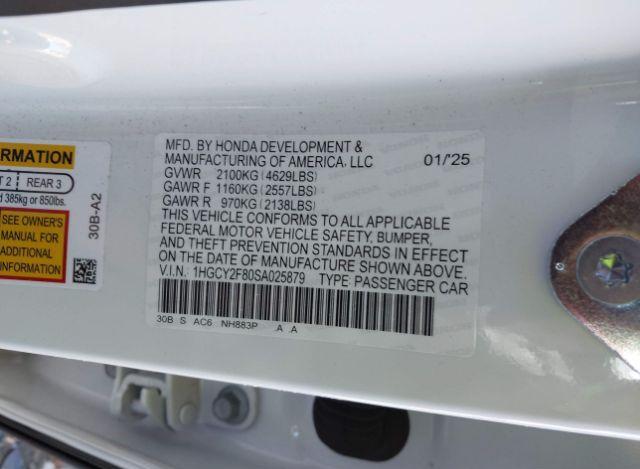 RMATION
T 2 REAR 3
d 385kg or 850lbs.
SEE OWNER'S
MANUAL FOR
ADDITIONAL
INFORMATION
30B-A2
MFD. BY HONDA DEVELOPMENT &
MANUFACTURING OF AMERICA, LLC 01/'25
GVWR 2100KG (4629LBS)
GAWR F 1160KG (2557LBS)
GAWR R 970KG (2138LBS)
THIS VEHICLE CONFORMS TO ALL APPLICABLE
FEDERAL MOTOR VEHICLE SAFETY, BUMPER,
AND THEFT PREVENTION STANDARDS IN EFFECT
ON THE DATE OF MANUFACTURE SHOWN ABOVE.
V.I.N.: 1HGCY2F80SA025879 TYPE: PASSENGER CAR
30B S AC6 NH883P A A